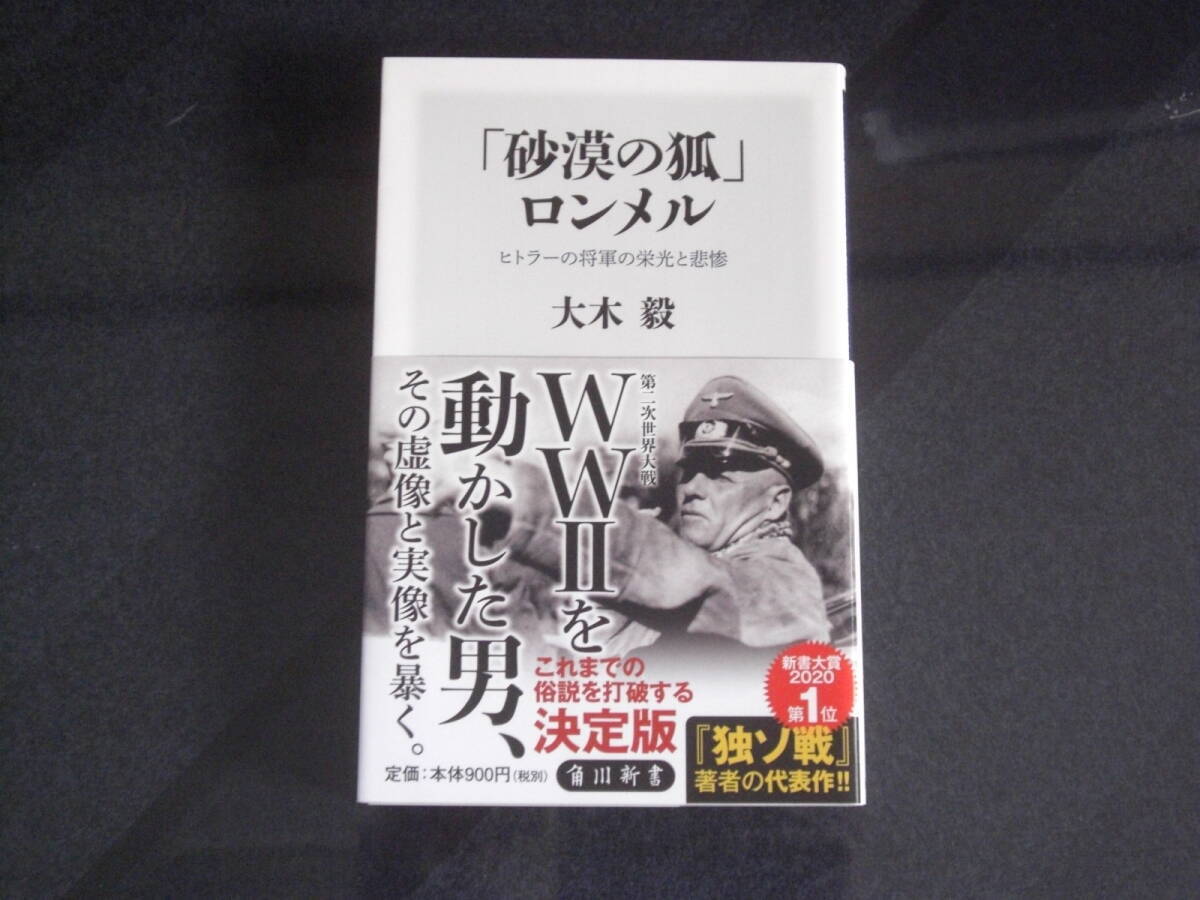 「砂漠の狐」
ロンメル
ヒトラーの将軍の栄光と悲惨
大木 毅
第二次世界大戦
WWⅡを
動かした男、
その虚像と実像を暴く。
これまでの
俗説を打破する
決定版
新書大賞
2020
第1位
『独ソ戦』
著者の代表作!!
定価:本体900円(税別)
角川新書